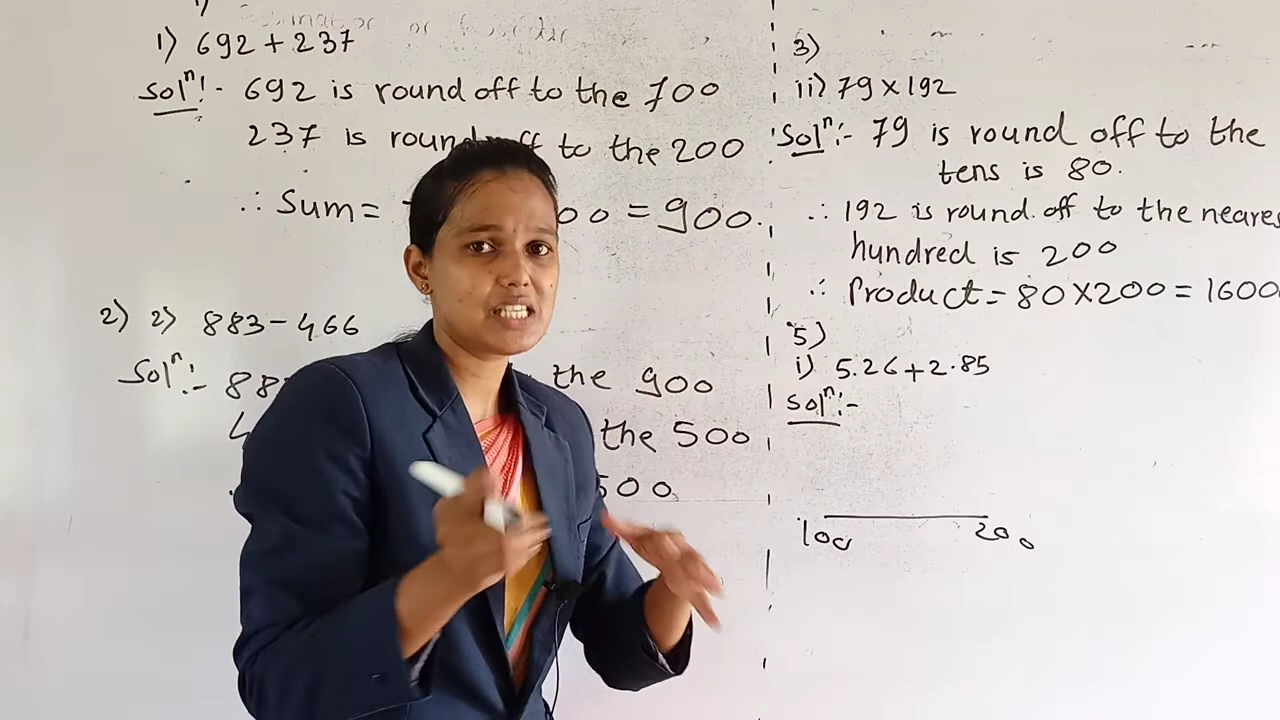 1) 692 + 237
Solⁿ:- 692 is round off to the 700
237 is round off to the 200
∴ Sum = 00 = 900.
2) 2) 883 - 466
Solⁿ:- 88 the 900
4 the 500
500
3)
ii) 79 × 192
Solⁿ:- 79 is round off to the
tens is 80.
∴ 192 is round off to the neares
hundred is 200
∴ Product = 80 × 200 = 1600
5)
i) 5.26 + 2.85
Solⁿ:-
100 200